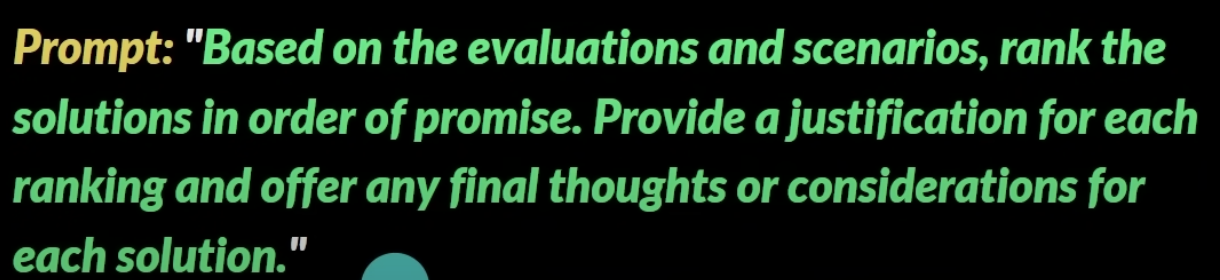 Prompt: "Based on the evaluations and scenarios, rank the
solutions in order of promise. Provide a justification for each
ranking and offer any final thoughts or considerations for
each solution."